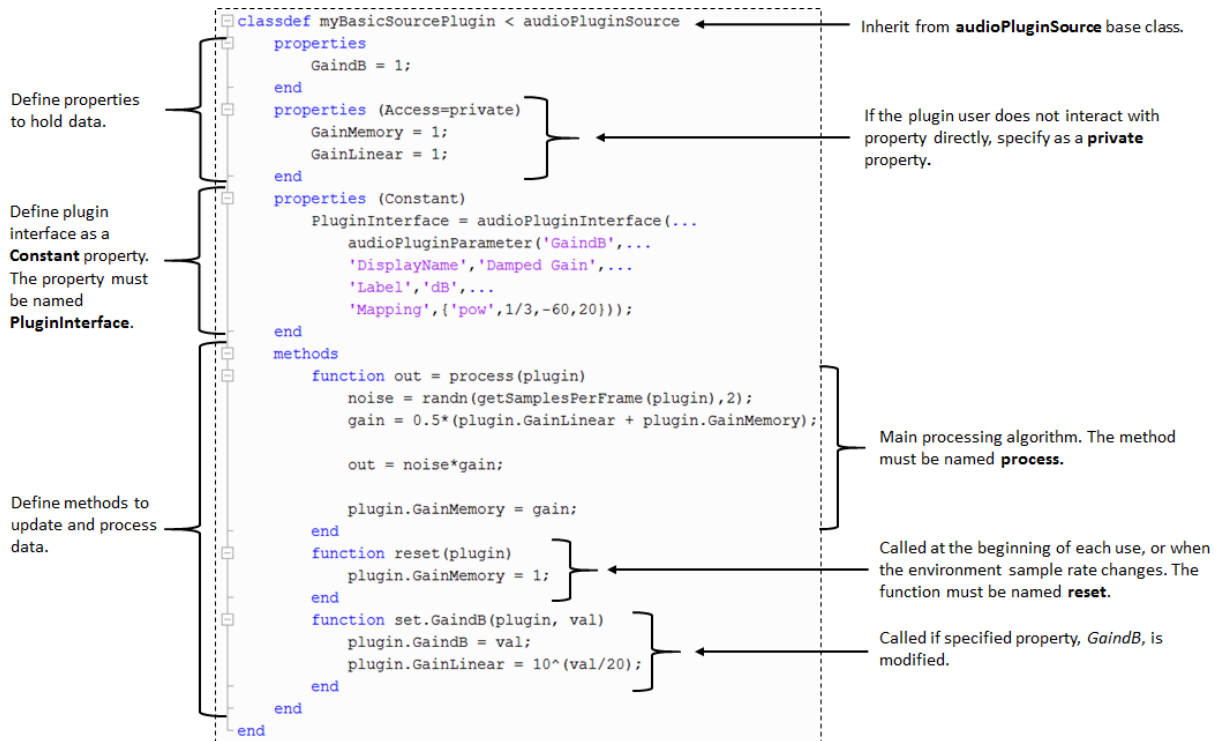 classdef myBasicSourcePlugin < audioPluginSource
properties
GaindB = 1;
end
properties (Access=private)
GainMemory = 1;
GainLinear = 1;
end
properties (Constant)
PluginInterface = audioPluginInterface(...
audioPluginParameter('GaindB',...
'DisplayName','Damped Gain',...
'Label','dB',...
'Mapping',{'pow',1/3,-60,20}));
end
methods
function out = process(plugin)
noise = randn(getSamplesPerFrame(plugin),2);
gain = 0.5*(plugin.GainLinear + plugin.GainMemory);
out = noise*gain;
plugin.GainMemory = gain;
end
function reset(plugin)
plugin.GainMemory = 1;
end
function set.GaindB(plugin, val)
plugin.GaindB = val;
plugin.GainLinear = 10^(val/20);
end
end
end
Define properties
to hold data.
Define plugin
interface as a
Constant property.
The property must
be named
PluginInterface.
Define methods to
update and process
data.
Inherit from audioPluginSource base class.
If the plugin user does not interact with
property directly, specify as a private
property.
Main processing algorithm. The method
must be named process.
Called at the beginning of each use, or when
the environment sample rate changes. The
function must be named reset.
Called if specified property, GaindB, is
modified.